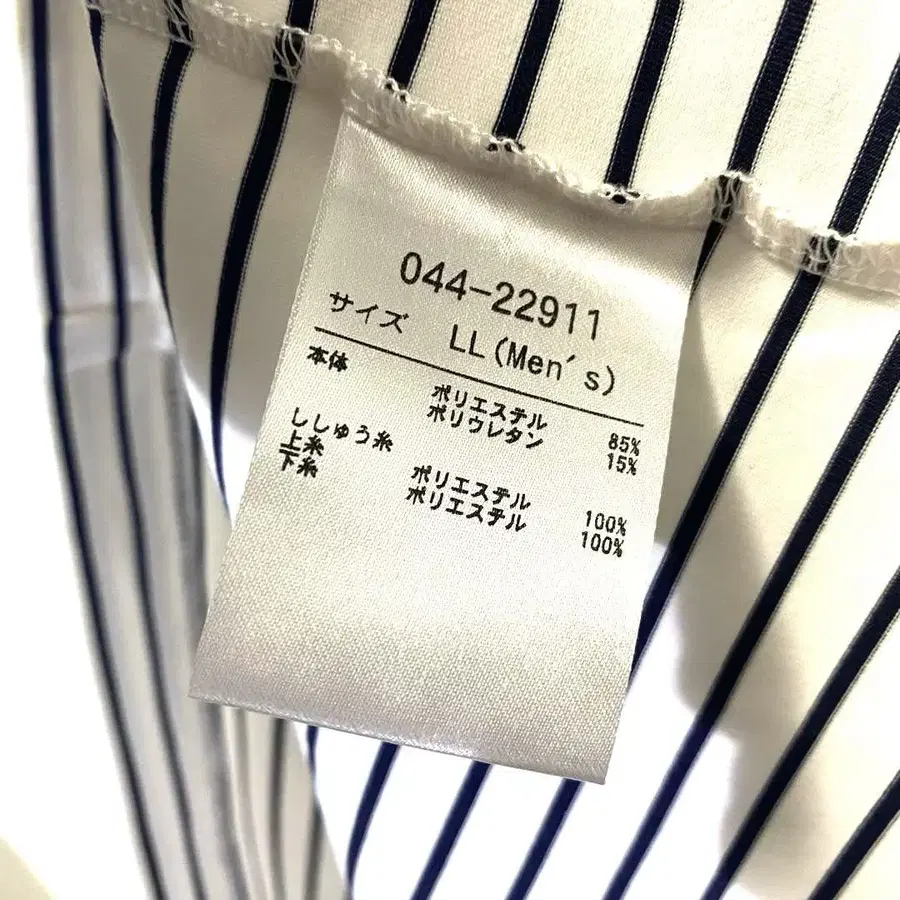 044-22911
サイズ LL(Men's)
本体 ポリエステル 85%
ポリウレタン 15%
ししゅう糸
上糸 ポリエステル 100%
下糸 ポリエステル 100%